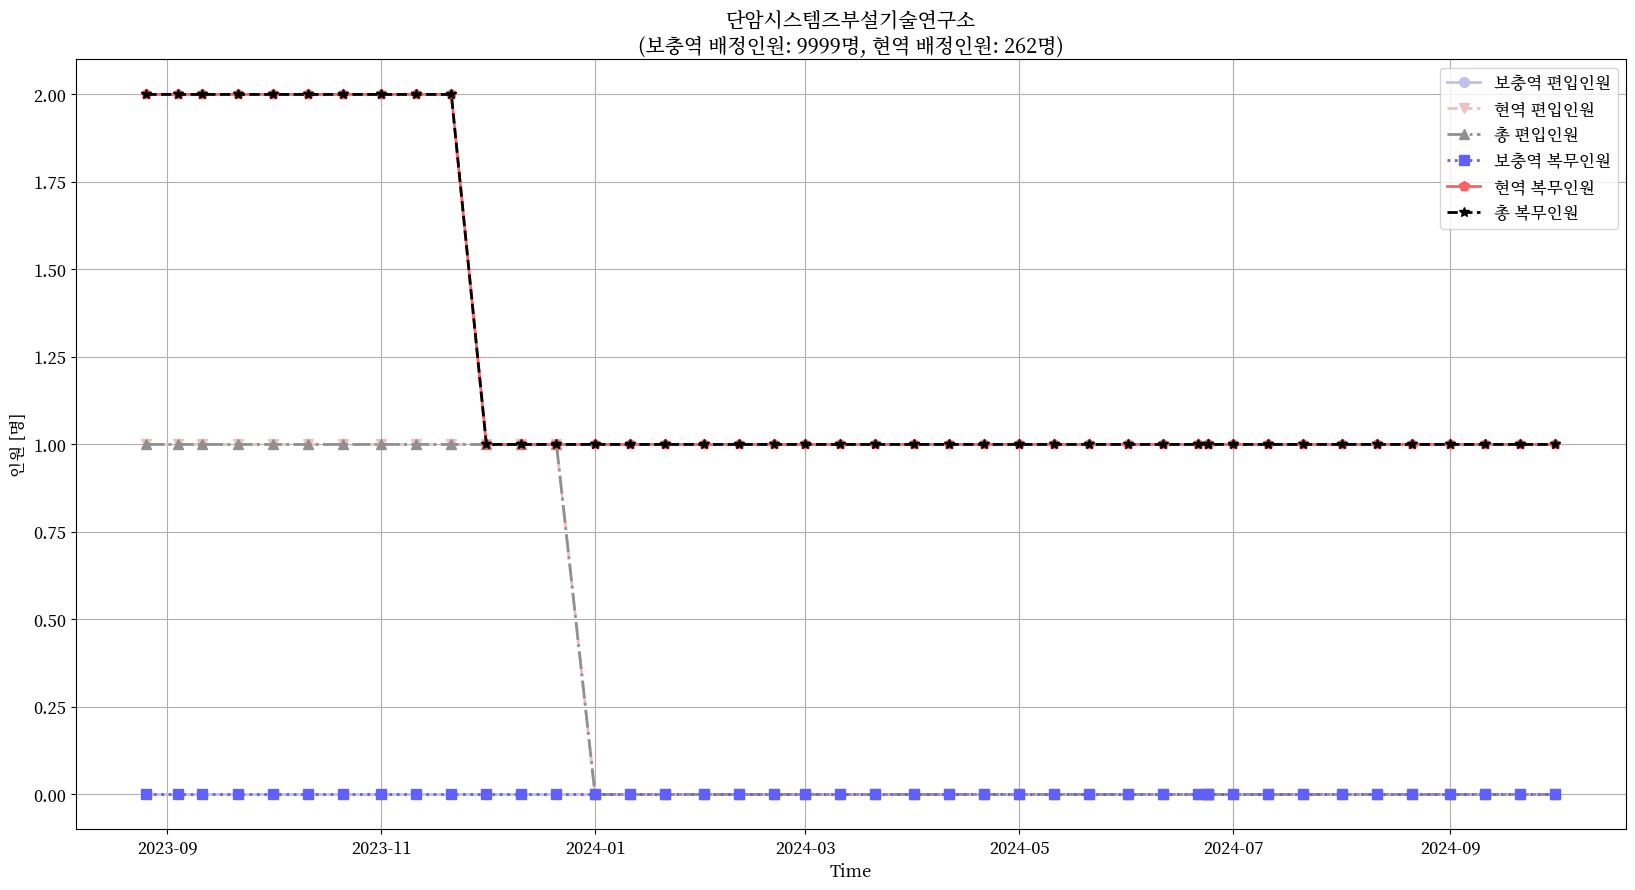 단암시스템즈부설기술연구소
(보충역 배정인원: 9999명, 현역 배정인원: 262명)
보충역 편입인원
현역 편입인원
총 편입인원
보충역 복무인원
현역 복무인원
총 복무인원
인원 [명]
2.00
1.75
1.50
1.25
1.00
0.75
0.50
0.25
0.00
2023-09
2023-11
2024-01
2024-03
2024-05
2024-07
2024-09
Time